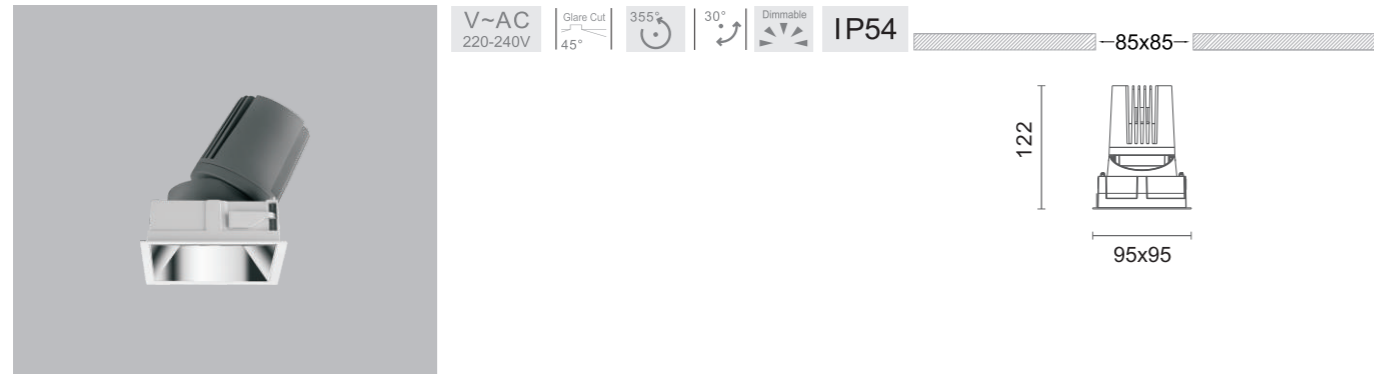 V~AC
220-240V
Glare Cut
45°
355°
30°
Dimmable
IP54
85x85
122
95x95